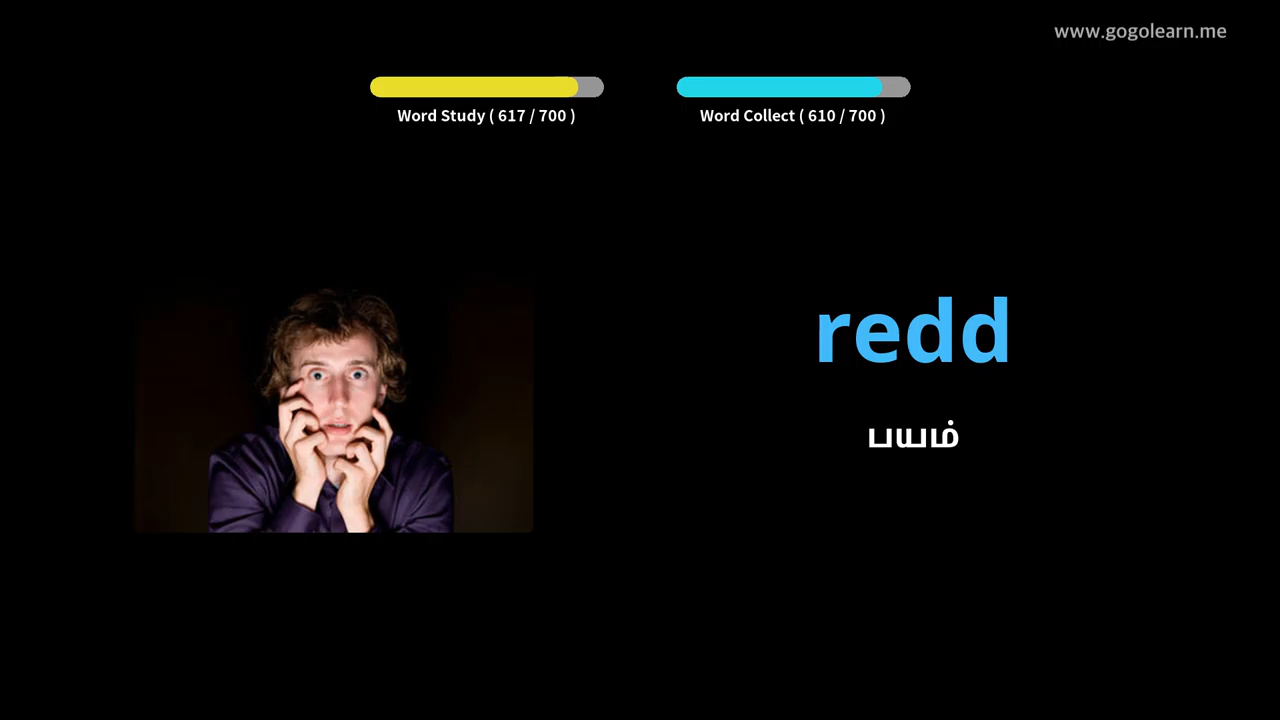 www.gogolearn.me
Word Study ( 617 / 700 )
Word Collect ( 610 / 700 )
redd
பயம்